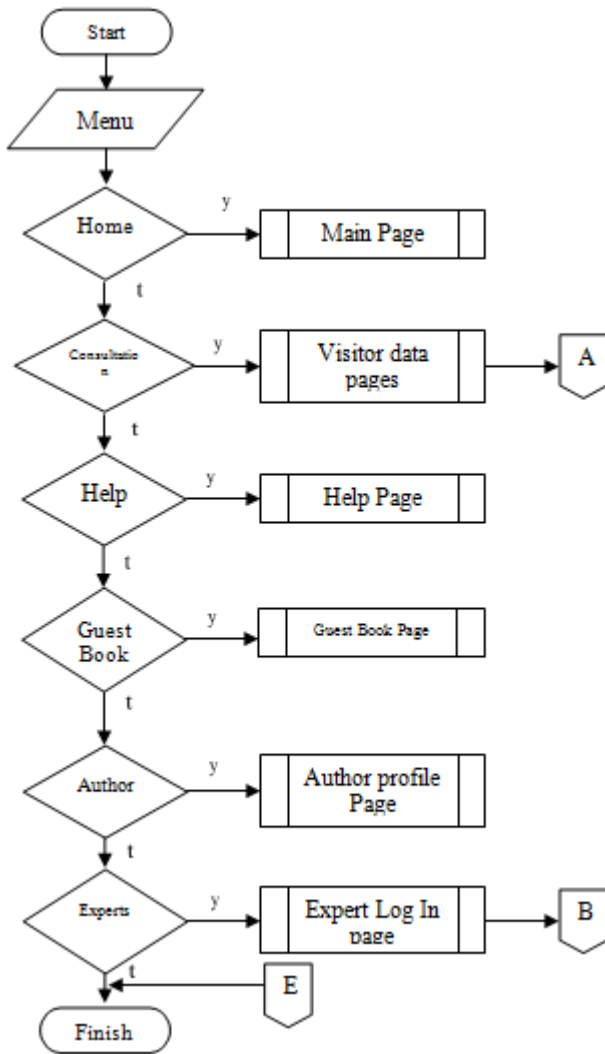 Start
Menu
Home
y
Main Page
t
Consultatio
n
y
Visitor data
pages
A
t
Help
y
Help Page
t
Guest
Book
y
Guest Book Page
t
Author
y
Author profile
Page
t
Experts
y
Expert Log In
page
B
t
E
Finish